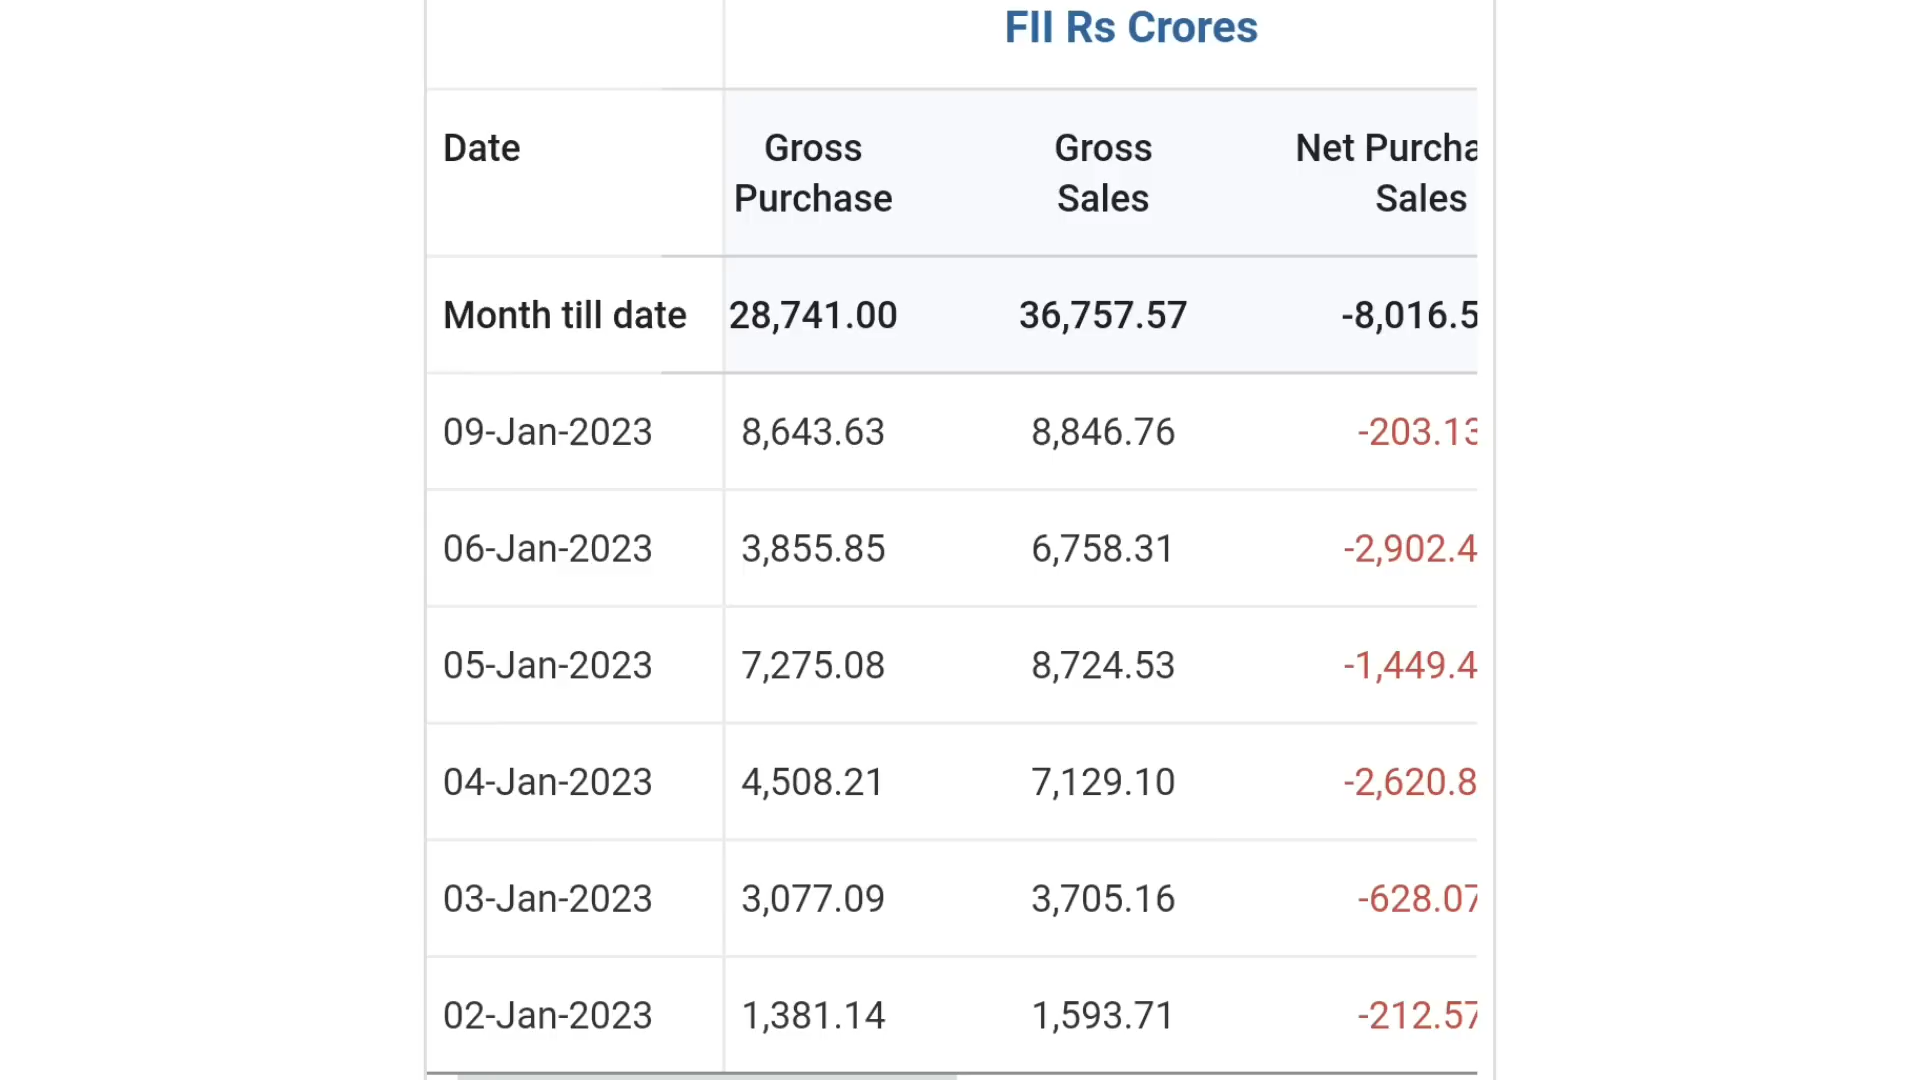 FII Rs Crores
Date Gross Purchase Gross Sales Net Purcha Sales
Month till date 28,741.00 36,757.57 -8,016.5
09-Jan-2023 8,643.63 8,846.76 -203.13
06-Jan-2023 3,855.85 6,758.31 -2,902.4
05-Jan-2023 7,275.08 8,724.53 -1,449.4
04-Jan-2023 4,508.21 7,129.10 -2,620.8
03-Jan-2023 3,077.09 3,705.16 -628.07
02-Jan-2023 1,381.14 1,593.71 -212.57